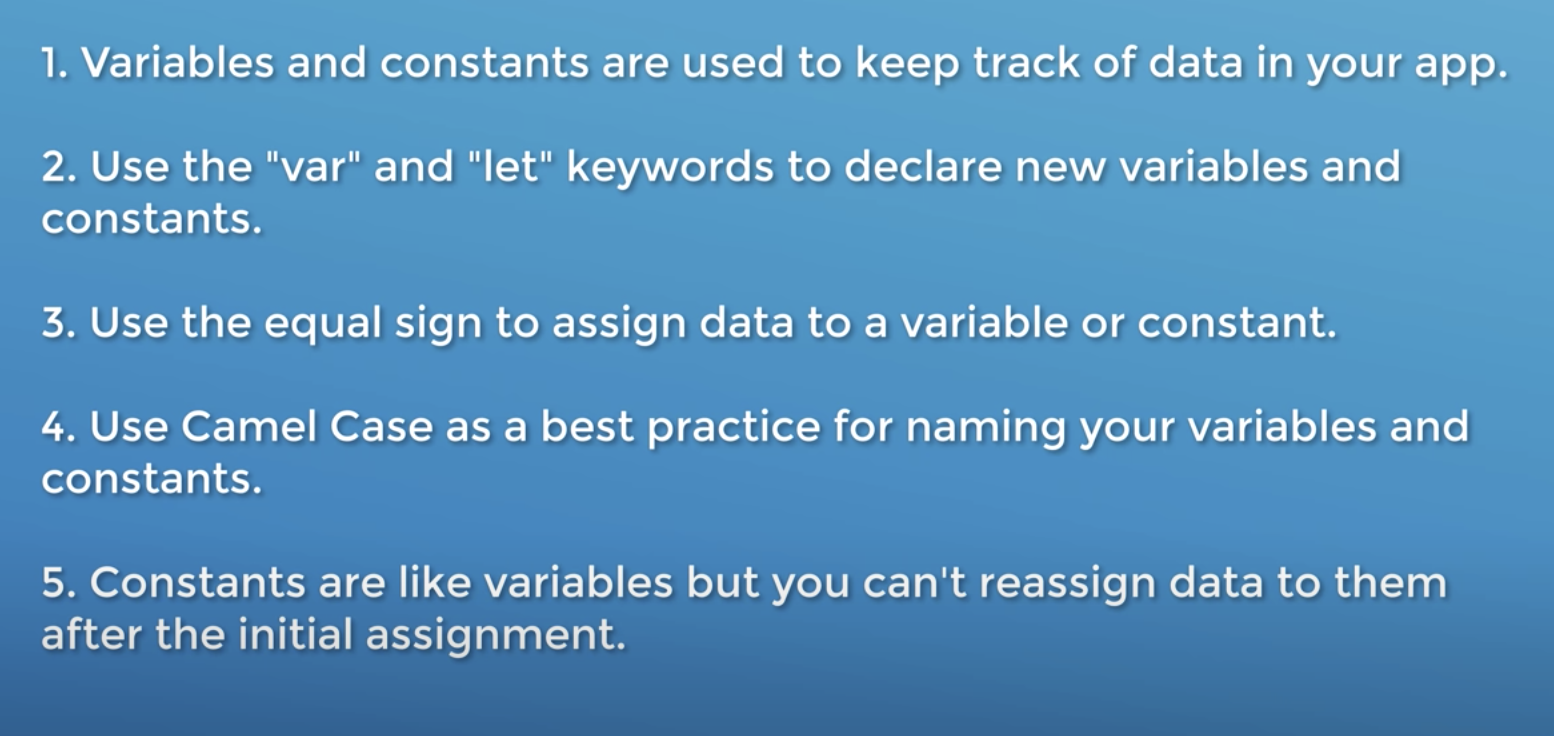 1. Variables and constants are used to keep track of data in your app.
2. Use the "var" and "let" keywords to declare new variables and
constants.
3. Use the equal sign to assign data to a variable or constant.
4. Use Camel Case as a best practice for naming your variables and
constants.
5. Constants are like variables but you can't reassign data to them
after the initial assignment.